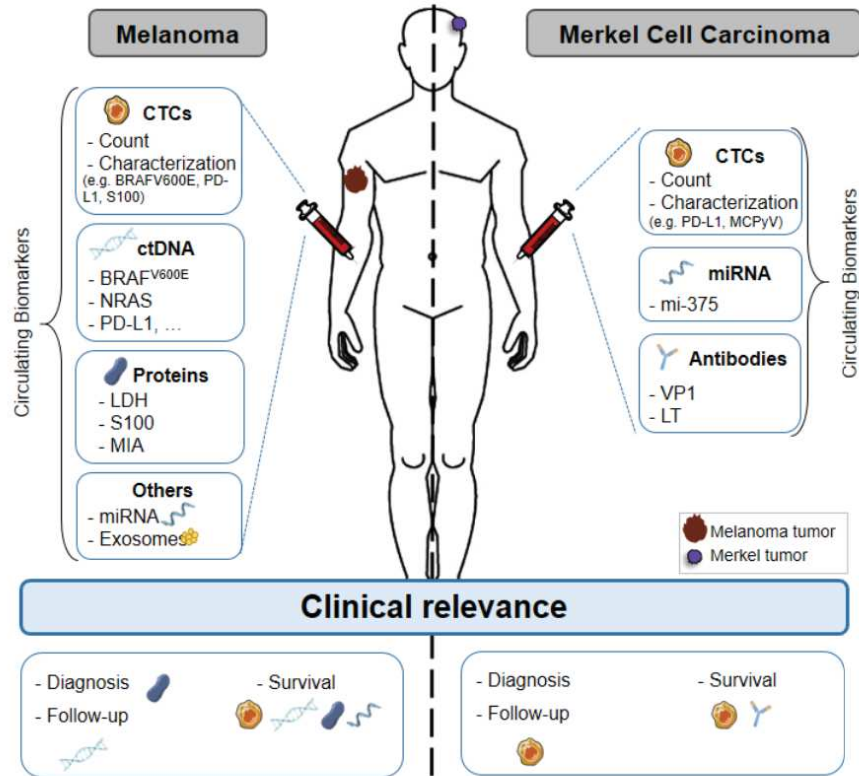 Melanoma
Merkel Cell Carcinoma
Circulating Biomarkers
CTCs
- Count
- Characterization
(e.g. BRAFV600E, PD-
L1, S100)
ctDNA
- BRAFV600E
- NRAS
- PD-L1, ...
Proteins
- LDH
- S100
- MIA
Others
- miRNA
- Exosomes
CTCs
- Count
- Characterization
(e.g. PD-L1, MCPyV)
miRNA
- mi-375
Antibodies
- VP1
- LT
Circulating Biomarkers
Melanoma tumor
Merkel tumor
Clinical relevance
- Diagnosis
- Follow-up
- Survival
- Diagnosis
- Follow-up
- Survival